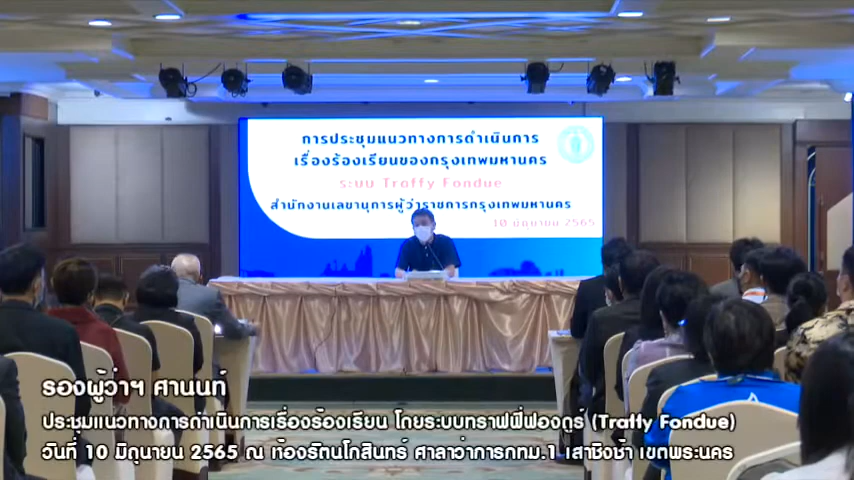 การประชุมแนวทางการดำเนินการ
เรื่องร้องเรียนของกรุงเทพมหานคร
ระบบ Traffy Fondue
สำนักงานเลขานุการผู้ว่าราชการกรุงเทพมหานคร
10 มิถุนายน 2565
รองผู้ว่าฯ ศานนท์
ประชุมแนวทางการดำเนินการเรื่องร้องเรียน โดยระบบทราฟฟี่ฟองดูร์ (Traffy Fondue)
วันที่ 10 มิถุนายน 2565 ณ ห้องรัตนโกสินทร์ ศาลาว่าการกทม.1 เสาชิงช้า เขตพระนคร